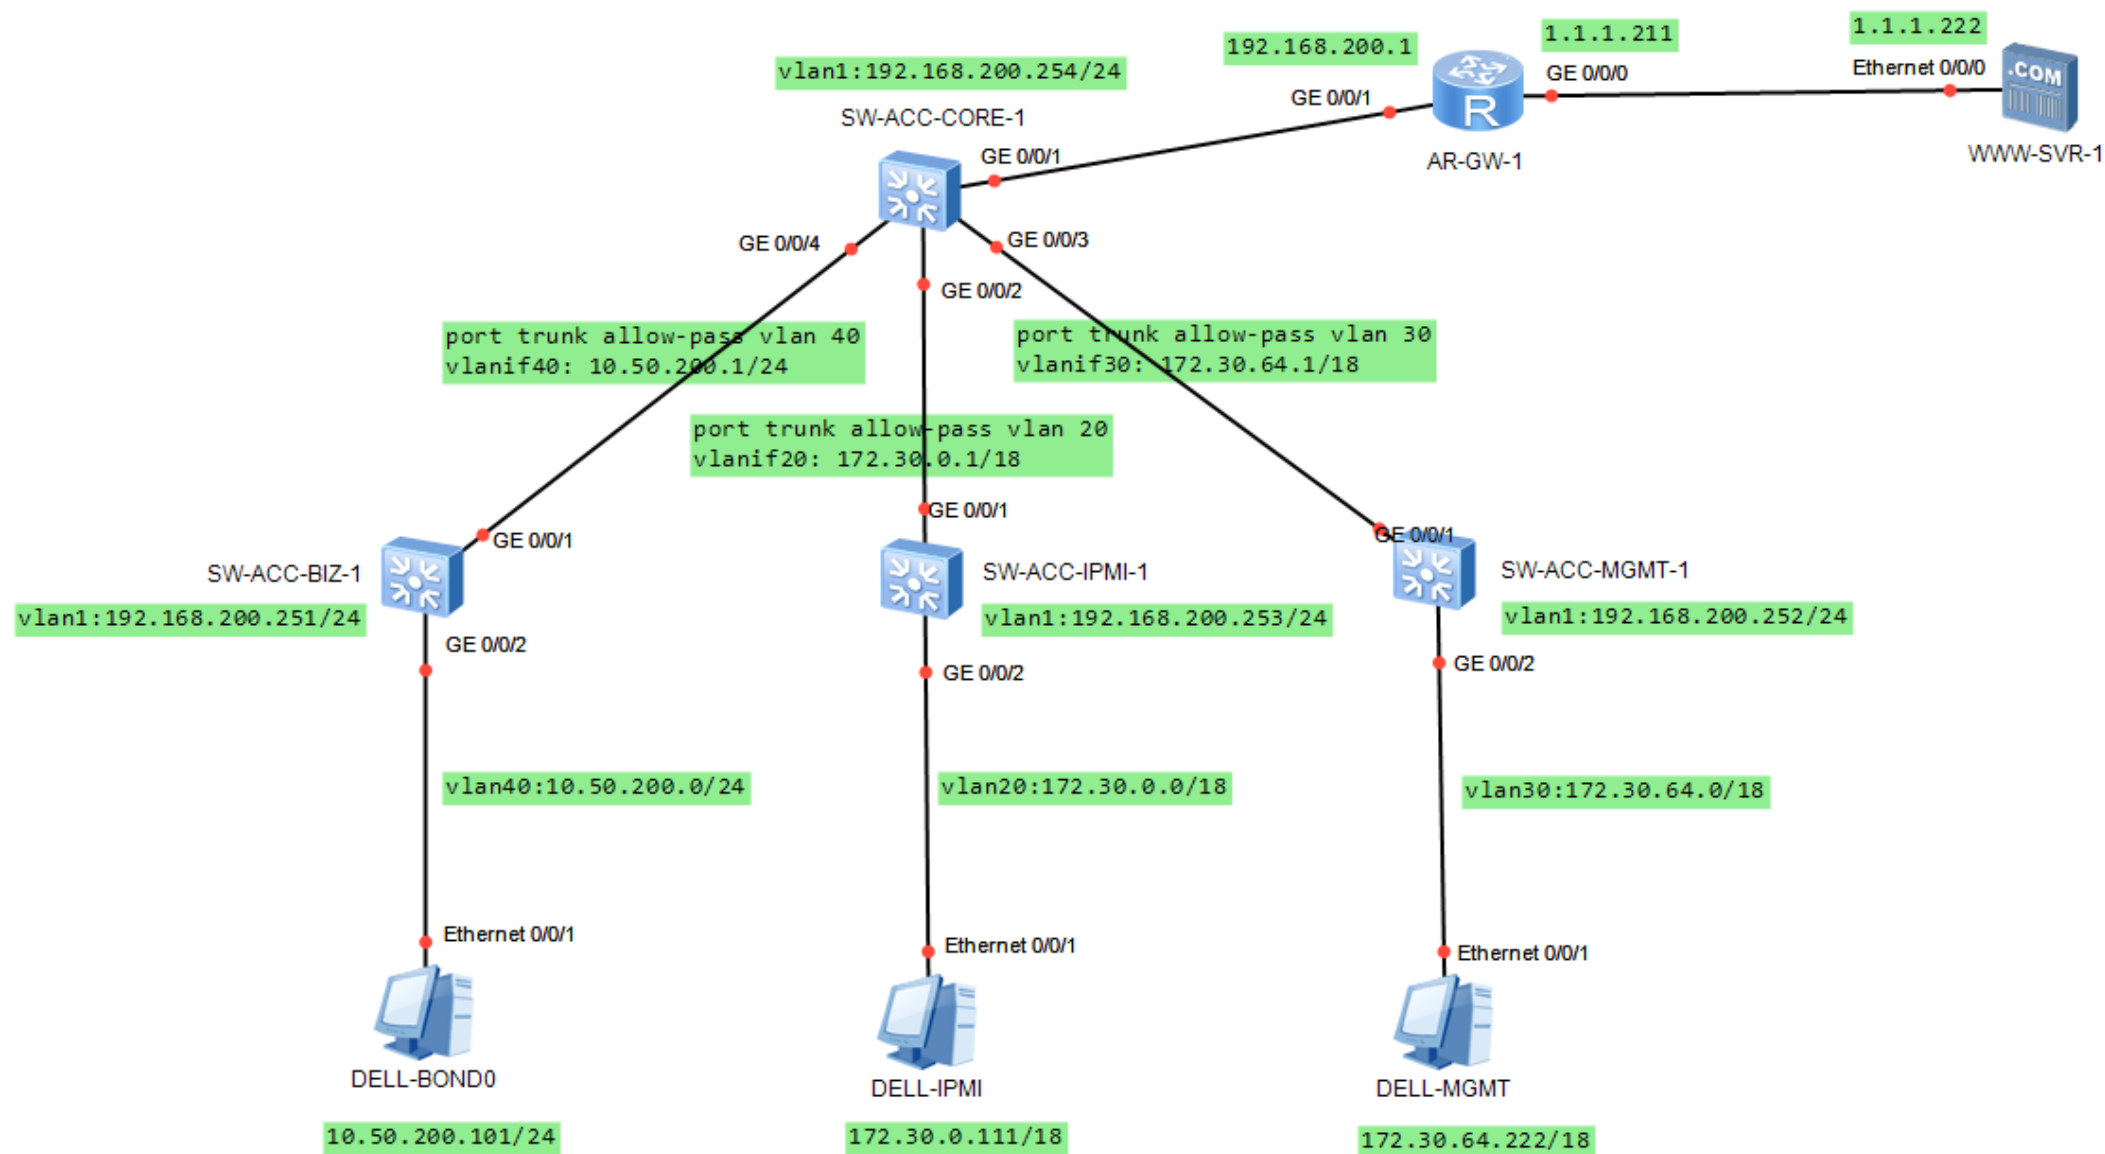 1.1.1.222
1.1.1.211
192.168.200.1
vlan1:192.168.200.254/24
GE 0/0/0
Ethernet 0/0/0
.COM
GE 0/0/1
R
SW-ACC-CORE-1
AR-GW-1
WWW-SVR-1
GE 0/0/1
GE 0/0/4
GE 0/0/3
GE 0/0/2
port trunk allow-pass vlan 40
vlanif40: 10.50.200.1/24
port trunk allow-pass vlan 30
vlanif30: 172.30.64.1/18
port trunk allow-pass vlan 20
vlanif20: 172.30.0.1/18
GE 0/0/1
GE 0/0/1
GE 0/0/1
SW-ACC-BIZ-1
SW-ACC-IPMI-1
SW-ACC-MGMT-1
vlan1:192.168.200.251/24
vlan1:192.168.200.253/24
vlan1:192.168.200.252/24
GE 0/0/2
GE 0/0/2
GE 0/0/2
vlan40:10.50.200.0/24
vlan20:172.30.0.0/18
vlan30:172.30.64.0/18
Ethernet 0/0/1
Ethernet 0/0/1
Ethernet 0/0/1
DELL-BOND0
DELL-IPMI
DELL-MGMT
10.50.200.101/24
172.30.0.111/18
172.30.64.222/18